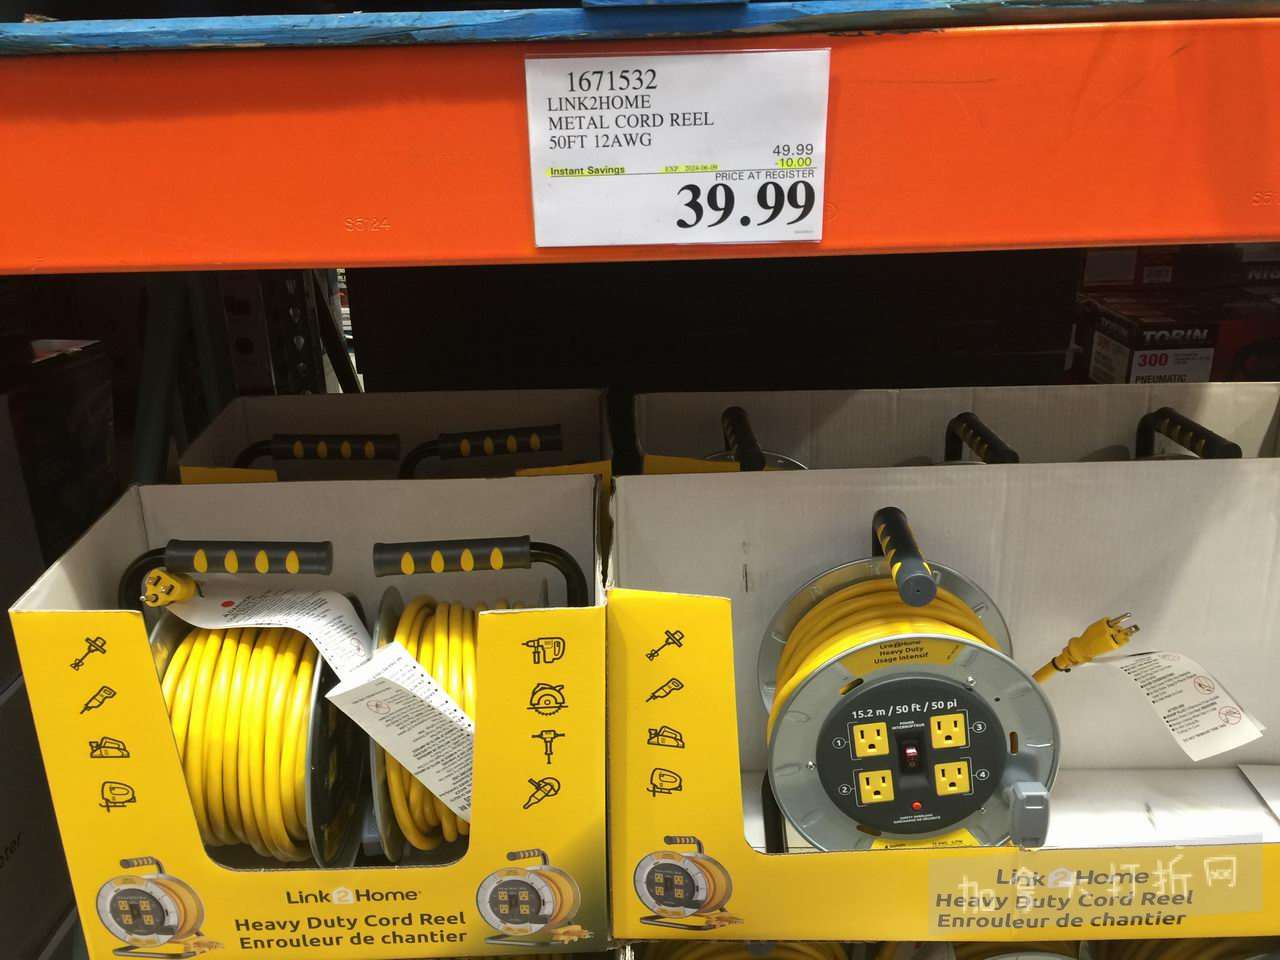 1671532
LINK2HOME
METAL CORD REEL
50FT 12AWG
49.99
Instant Savings EXP 2024-06-09 -10.00
PRICE AT REGISTER
39.99
S5124
TORIN
300
PNEUMATIC
Link2Home
Heavy Duty
Usage intensif
15.2 m / 50 ft / 50 pi
POWER
INTERRUPTEUR
1
3
2
4
Link2Home
Heavy Duty Cord Reel
Enrouleur de chantier
Link2Home
Heavy Duty Cord Reel
Enrouleur de chantier
加拿大打折网